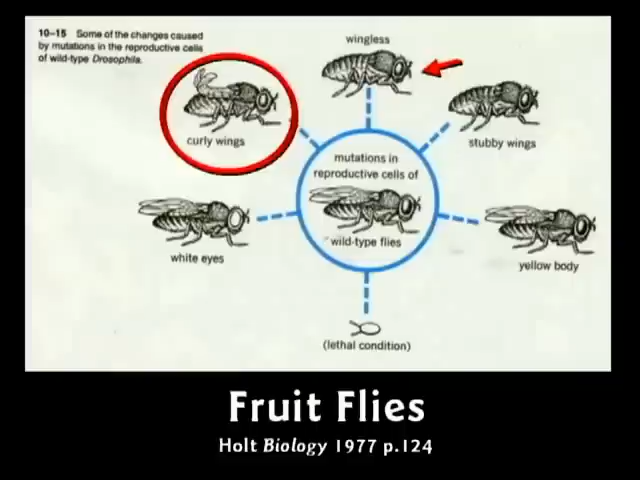 10-15 Some of the changes caused
by mutations in the reproductive cells
of wild-type Drosophila.
wingless
curly wings
stubby wings
mutations in
reproductive cells of
wild-type flies
white eyes
yellow body
(lethal condition)
Fruit Flies
Holt Biology 1977 p.124